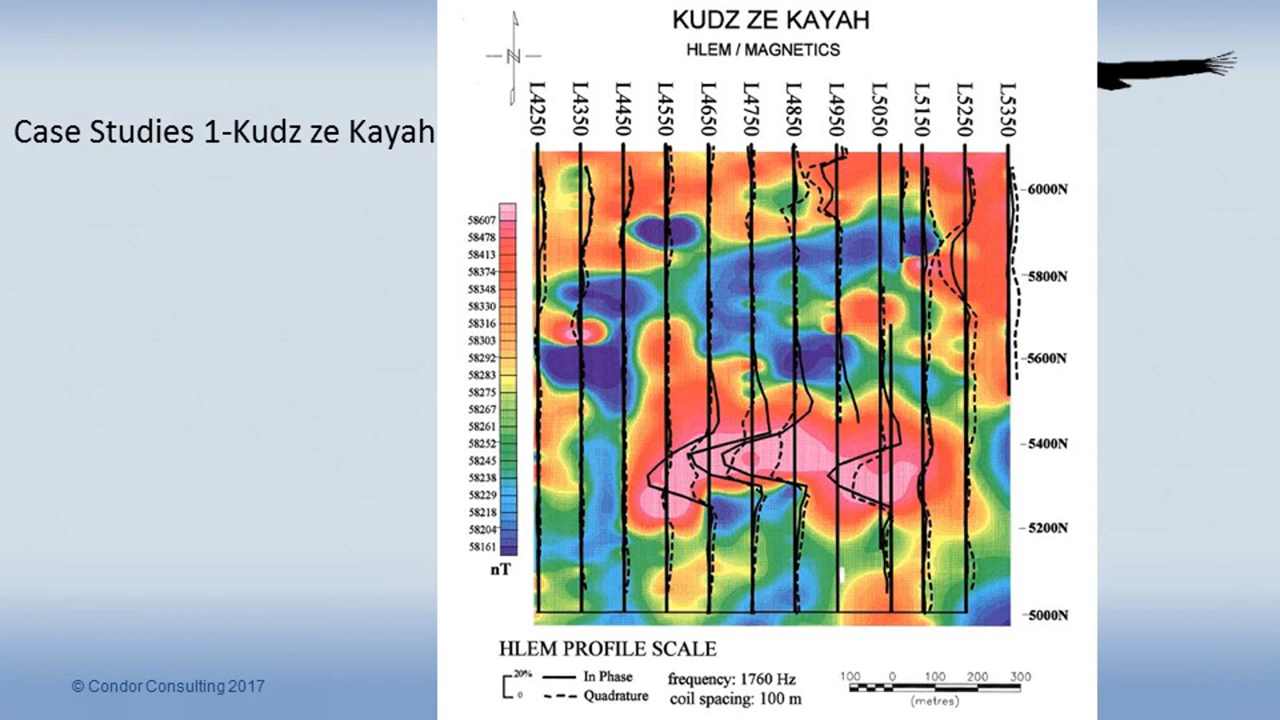 KUDZ ZE KAYAH
HLEM / MAGNETICS
N
Case Studies 1-Kudz ze Kayah
L4250 L4350 L4450 L4550 L4650 L4750 L4850 L4950 L5050 L5150 L5250 L5350
6000N
5800N
5600N
5400N
5200N
5000N
58607
58478
58413
58374
58348
58330
58316
58303
58292
58283
58275
58267
58261
58252
58245
58238
58229
58218
58204
58161
nT
HLEM PROFILE SCALE
20%
0
In Phase
Quadrature
frequency: 1760 Hz
coil spacing: 100 m
100 0 100 200 300
(metres)
© Condor Consulting 2017